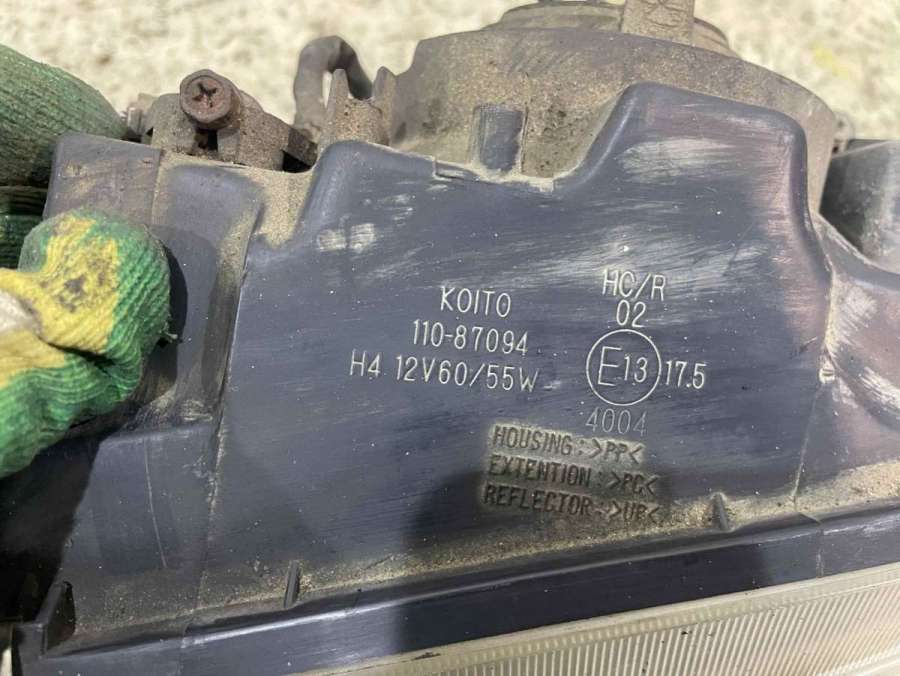 KOITO
110-87094
H4 12V60/55W
HC/R
02
E13 17.5
4004
HOUSING:>PP<
EXTENTION:>PC<
REFLECTOR:>UP<